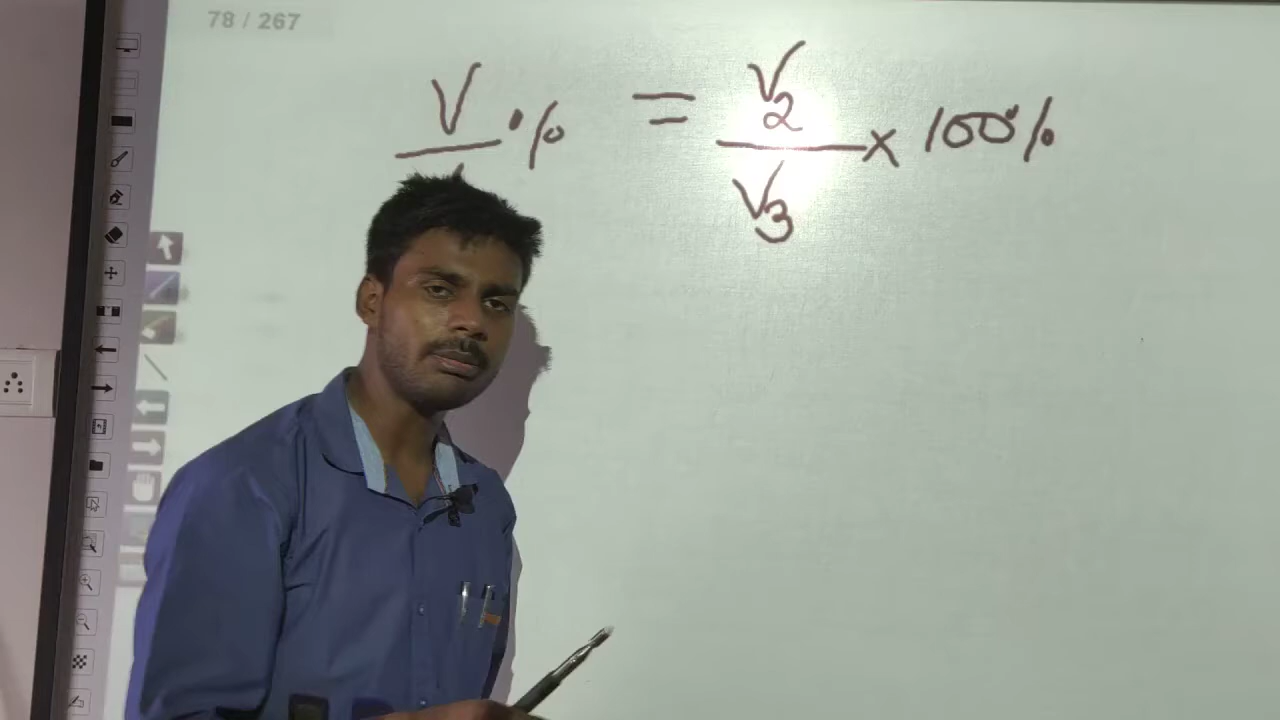 78 / 267
V/ % = V2/V3 × 100%